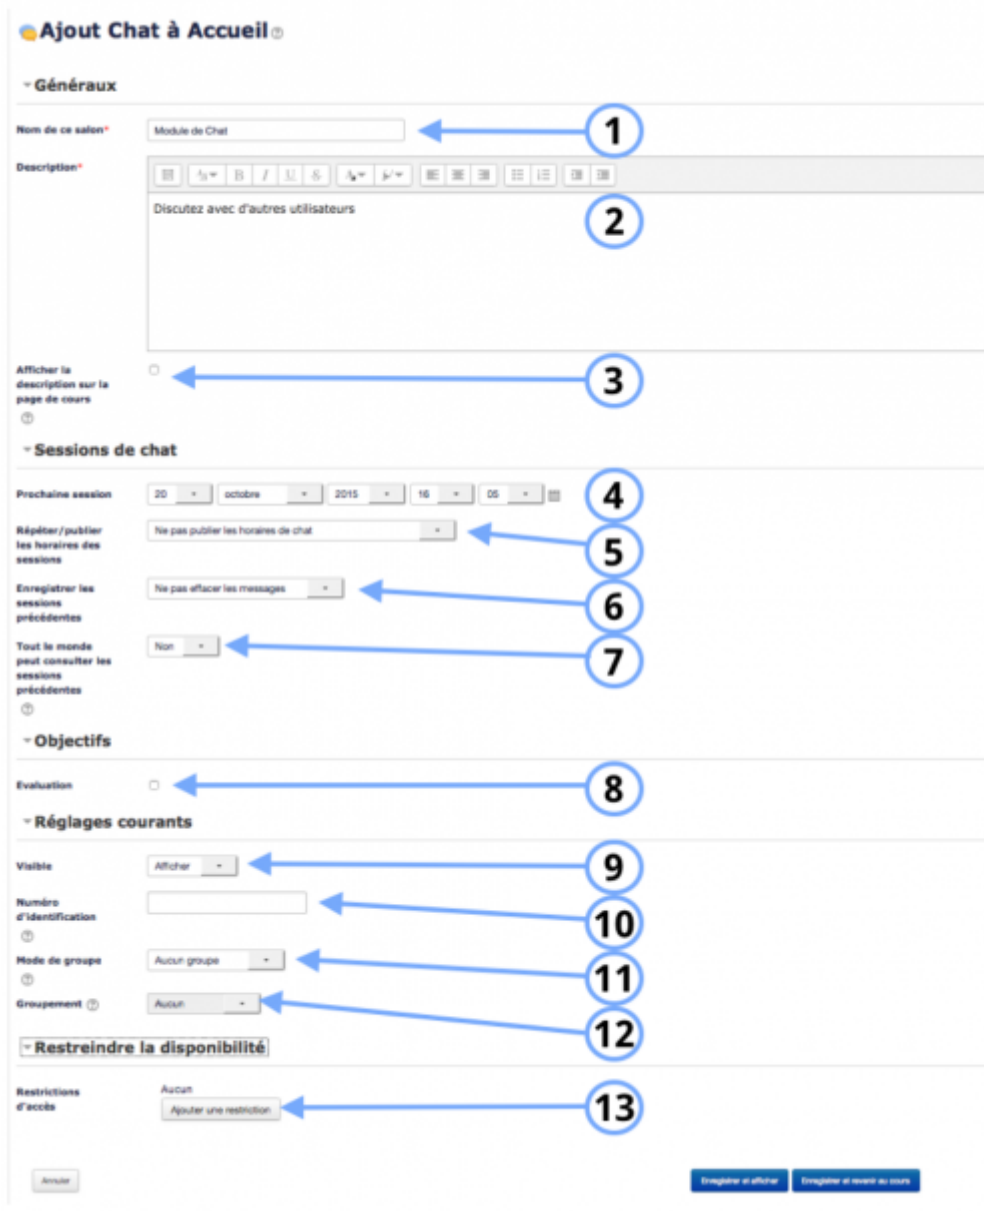 Ajout Chat à Accueil
Généraux
Nom de ce salon*
Module de Chat
1
Description*
Discutez avec d'autres utilisateurs
2
Afficher la
description sur la
page de cours
3
Sessions de chat
Prochaine session
20 octobre 2015 16 05
4
Répéter/publier
les horaires des
sessions
Ne pas publier les horaires de chat
5
Enregistrer les
sessions
précédentes
Ne pas effacer les messages
6
Tout le monde
peut consulter les
sessions
précédentes
Non
7
Objectifs
Evaluation
8
Réglages courants
Visible
Afficher
9
Numéro
d'identification
10
Mode de groupe
Aucun groupe
11
Groupement
Aucun
12
Restreindre la disponibilité
Restrictions
d'accès
Aucun
Ajouter une restriction
13
Annuler
Enregistrer et afficher
Enregistrer et revenir au cours